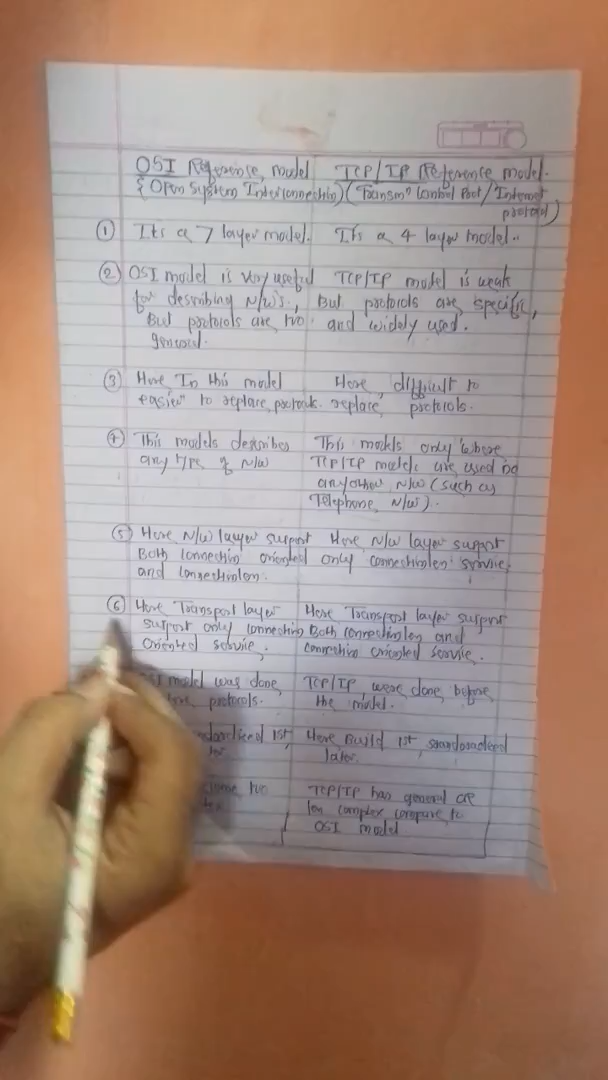 OSI Reference model TCP/IP Reference model.
{Open System Interconnection) (Transmn Control Port / Internet
protocol)
① Its a 7 layer model. Its a 4 layer model..
② OSI model is very useful TCP/IP model is weak
for describing N/W's., But protocols are specific,
But protocols are too and widely used.
general.
③ Here In this model Here, difficult to
easier to replace, protocols. replace, protocols.
④ This models describes This models only where
any type of N/W TCP/IP models are used no
any other N/W (such as
Telephone, N/W).
⑤ Here N/W layer support Here N/W layer support
Both connection oriented only connectionless service,
and connectionless.
⑥ Here Transport layer Here Transport layer support
support only connection Both connectionless and
oriented service. connection oriented service.
model was done, TCP/IP, were done before
protocols. the model.
1st, Here Build 1st, standardized
later.
too TCP/IP has general or
less complex compare to
OSI model